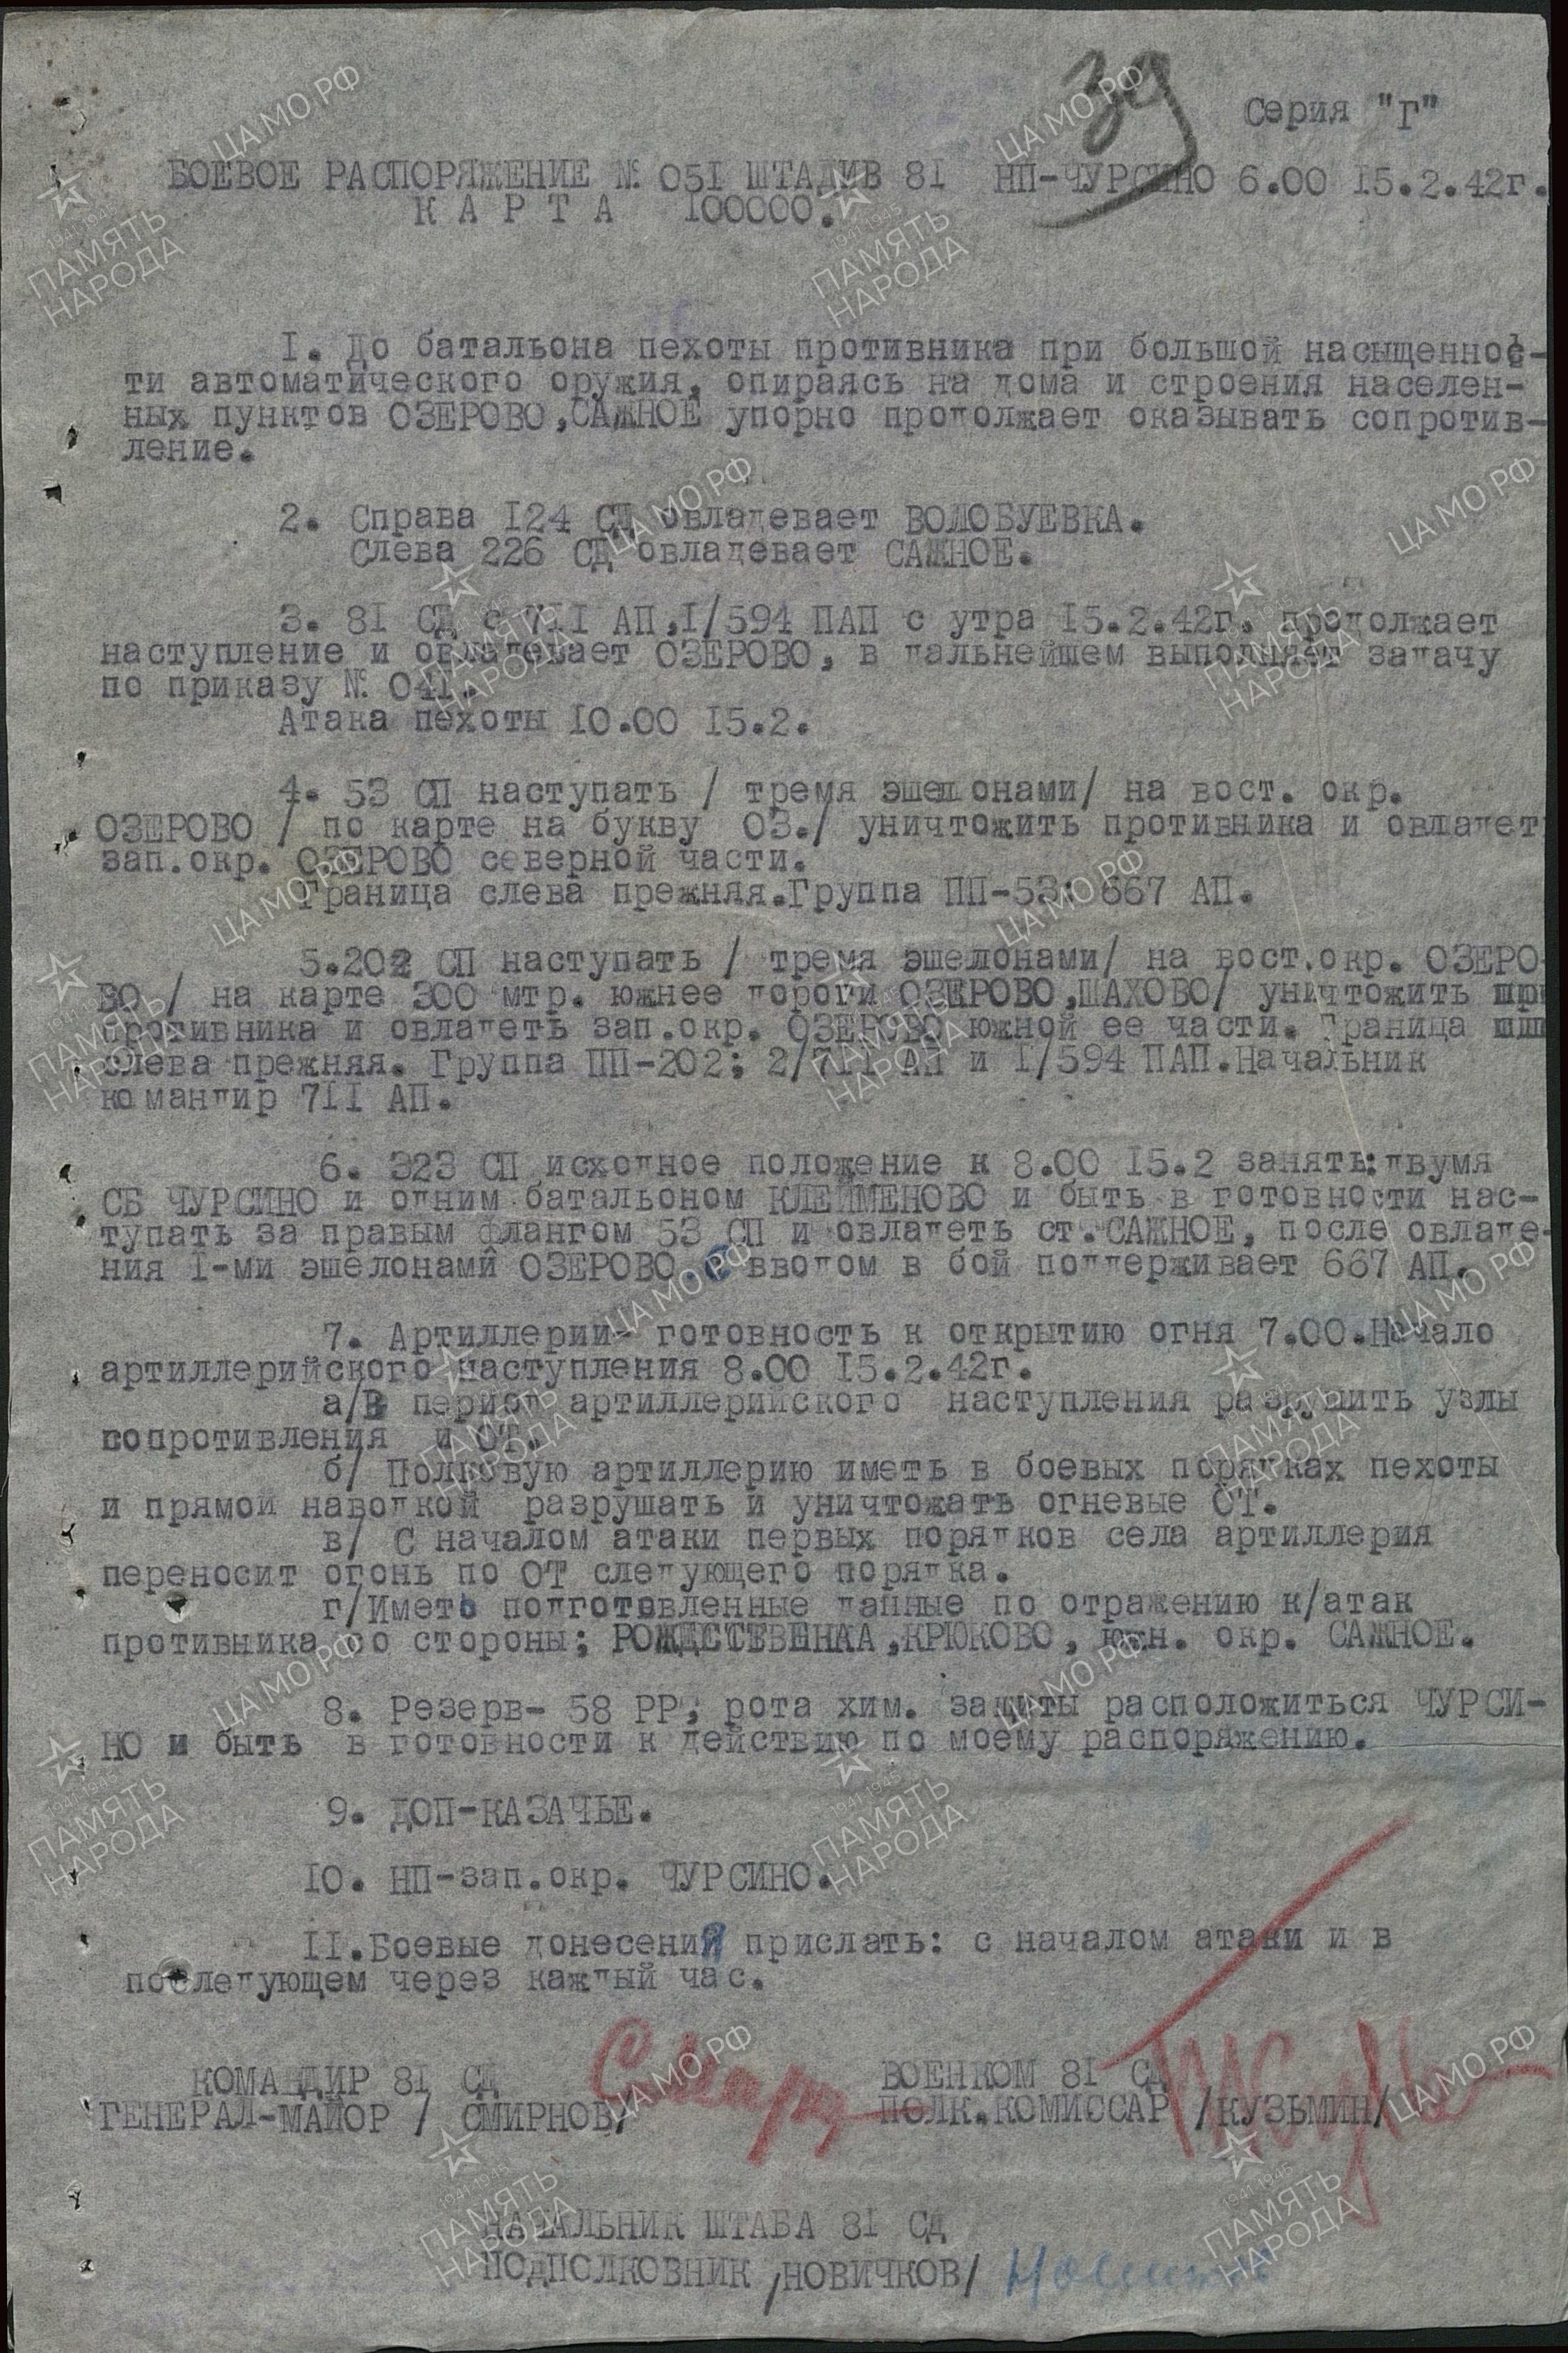 39
Серия "Г"
БОЕВОЕ РАСПОРЯЖЕНИЕ №. 051 ШТАДИВ 81 НП-ЧУРСИНО 6.00 15.2.42г.
К А Р Т А 100000.
I. До батальона пехоты противника при большой насыщеннос-
ти автоматического оружия, опираясь на дома и строения населен-
ных пунктов ОЗЕРОВО,САЖНОЕ упорно продолжает оказывать сопротив-
ление.
2. Справа 124 СД овладевает ВОЛОБУЕВКА.
Слева 226 СД овладевает САЖНОЕ.
3. 81 СД с 711 АП,I/594 ПАП с утра 15.2.42г. продолжает
наступление и овладевает ОЗЕРОВО, в дальнейшем выполняет задачу
по приказу №. 041.
Атака пехоты 10.00 15.2.
4. 53 СП наступать / тремя эшелонами/ на вост. окр.
ОЗЕРОВО / по карте на букву ОЗ./ уничтожить противника и овладеть
зап.окр. ОЗЕРОВО северной части.
Граница слева прежняя.Группа ПП-53: 667 АП.
5.202 СП наступать / тремя эшелонами/ на вост.окр. ОЗЕРО-
ВО / на карте 300 мтр. южнее дороги ОЗЕРОВО,ШАХОВО/ уничтожить
противника и овладеть зап.окр. ОЗЕРОВО южной ее части. Граница
слева прежняя. Группа ПП-202; 2/711 АП и I/594 ПАП.Начальник
командир 711 АП.
6. 323 СП исходное положение к 8.00 15.2 занять:двумя
СБ ЧУРСИНО и одним батальоном КЛЕЙМЕНОВО и быть в готовности нас-
тупать за правым флангом 53 СП и овладеть ст.САЖНОЕ, после овладе-
ния I-ми эшелонами ОЗЕРОВО.С вводом в бой поддерживает 667 АП.
7. Артиллерии- готовность к открытию огня 7.00.Начало
артиллерийского наступления 8.00 15.2.42г.
а/В период артиллерийского наступления разрушить узлы
сопротивления и ОТ.
б/ Полковую артиллерию иметь в боевых порядках пехоты
и прямой наводкой разрушать и уничтожать огневые ОТ.
в/ С началом атаки первых порядков села артиллерия
переносит огонь по ОТ следующего порядка.
г/Иметь подготовленные данные по отражению к/атак
противника со стороны; РОЖДЕСТВЕНКА,КРЮКОВО, южн. окр. САЖНОЕ.
8. Резерв- 58 РР; рота хим. защиты расположиться ЧУРСИ-
НО и быть в готовности к действию по моему распоряжению.
9. ДОП-КАЗАЧЬЕ.
10. НП-зап.окр. ЧУРСИНО.
II.Боевые донесения прислать: с началом атаки и в
последующем через каждый час.
КОМАНДИР 81 СД ВОЕНКОМ 81 СД
ГЕНЕРАЛ-МАЙОР / СМИРНОВ/ ПОЛК.КОМИССАР /КУЗЬМИН/
НАЧАЛЬНИК ШТАБА 81 СД
ПОДПОЛКОВНИК /НОВИЧКОВ/
ЦАМО РФ
1941-1945
ПАМЯТЬ
НАРОДА